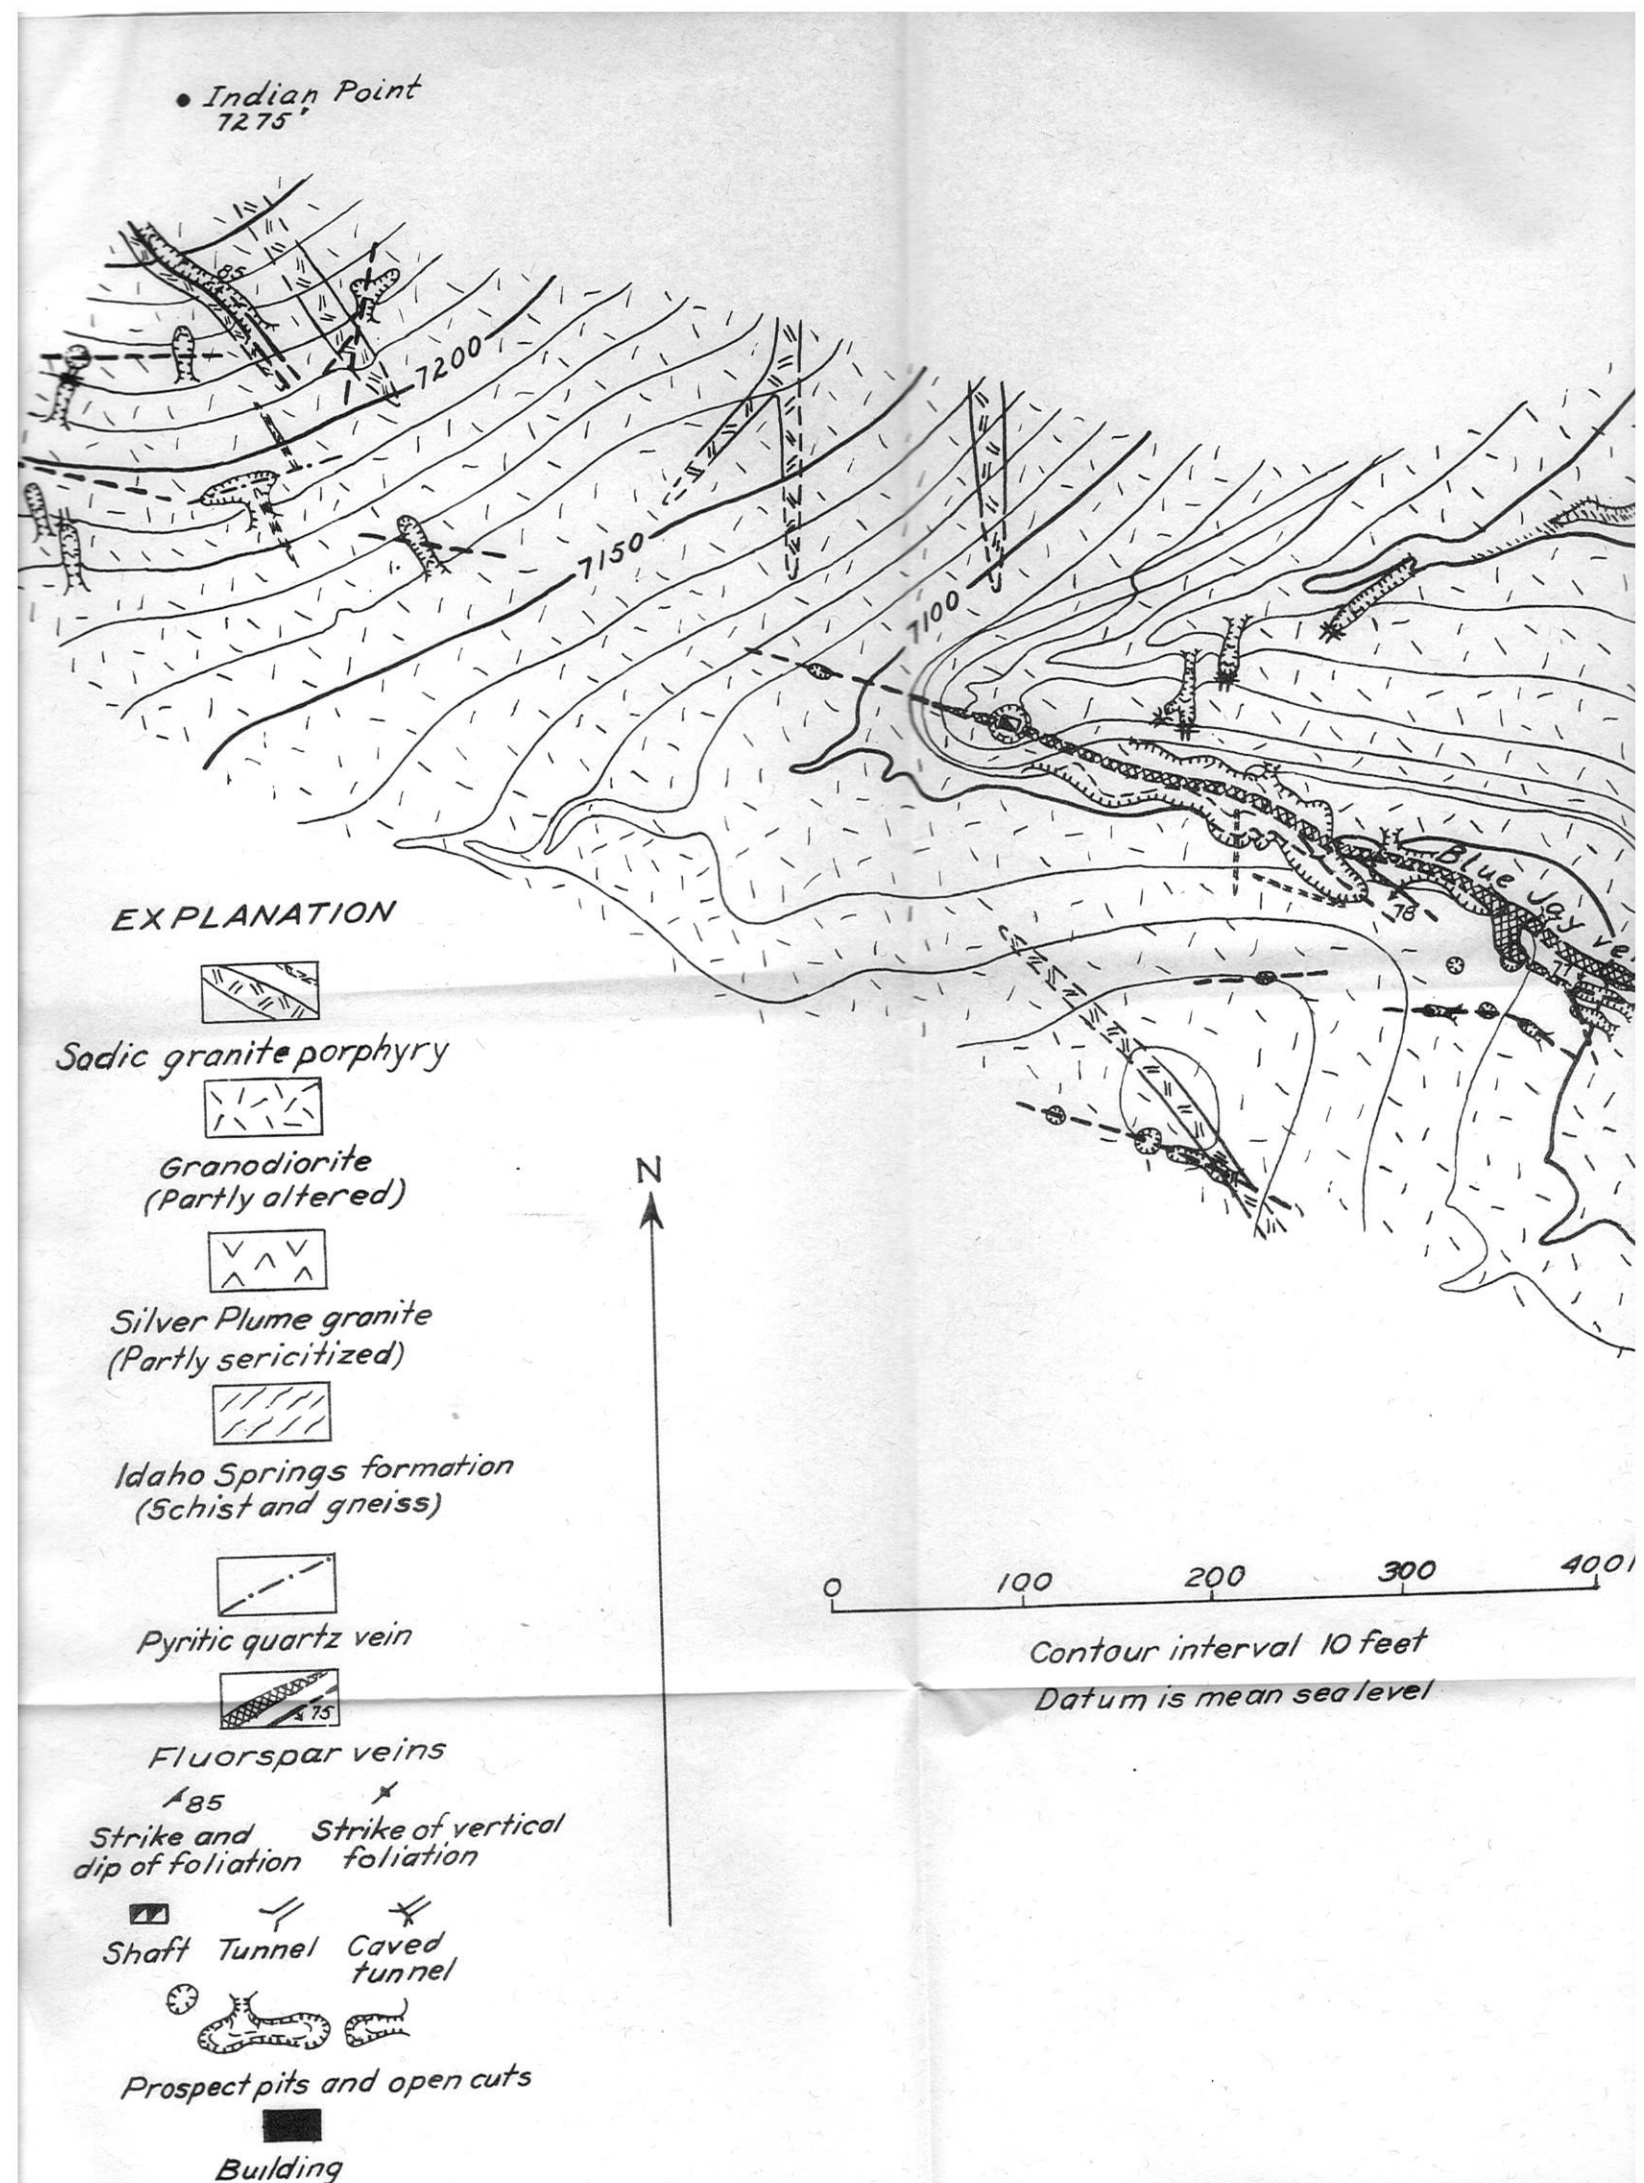 Indian Point
7275'
85
7200
7150
7100
Blue Jay ve
78
77
EXPLANATION
Sodic granite porphyry
Granodiorite
(Partly altered)
Silver Plume granite
(Partly sericitized)
Idaho Springs formation
(Schist and gneiss)
Pyritic quartz vein
75
Fluorspar veins
85
Strike and
dip of foliation
Strike of vertical
foliation
Shaft
Tunnel
Caved
tunnel
Prospect pits and open cuts
Building
N
0 100 200 300 400
Contour interval 10 feet
Datum is mean sea level